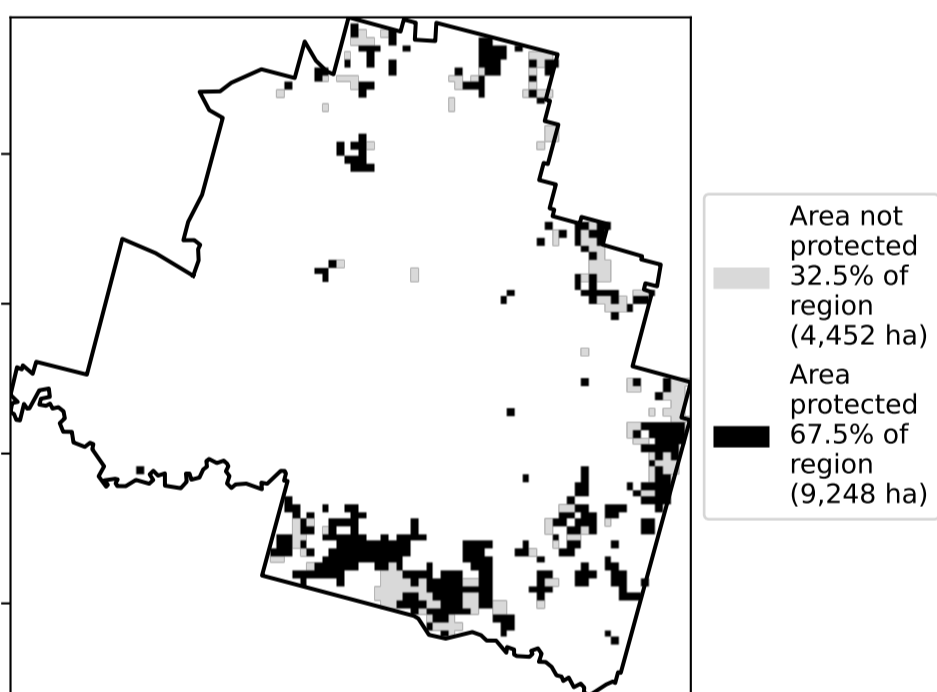 Area not
protected
32.5% of
region
(4,452 ha)
Area
protected
67.5% of
region
(9,248 ha)